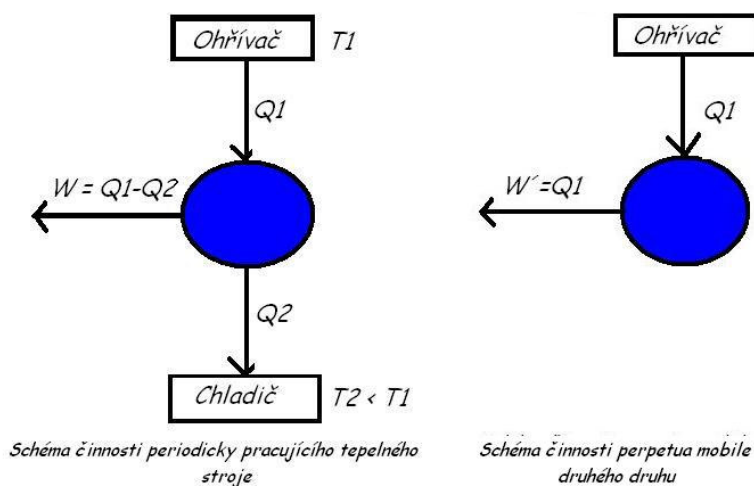 Ohřívač T1
Q1
W = Q1-Q2
Q2
Chladič T2 < T1
Schéma činnosti periodicky pracujícího tepelného
stroje
Ohřívač
Q1
W´=Q1
Schéma činnosti perpetua mobile
druhého druhu